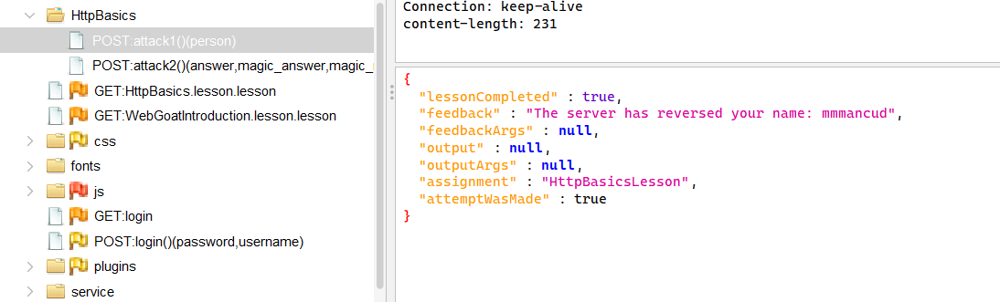 HttpBasics
POST:attack1()(person)
POST:attack2()(answer,magic_answer,magic_
GET:HttpBasics.lesson.lesson
GET:WebGoatIntroduction.lesson.lesson
css
fonts
js
GET:login
POST:login()(password,username)
plugins
service
Connection: keep-alive
content-length: 231
{
"lessonCompleted" : true,
"feedback" : "The server has reversed your name: mmmancud",
"feedbackArgs" : null,
"output" : null,
"outputArgs" : null,
"assignment" : "HttpBasicsLesson",
"attemptWasMade" : true
}